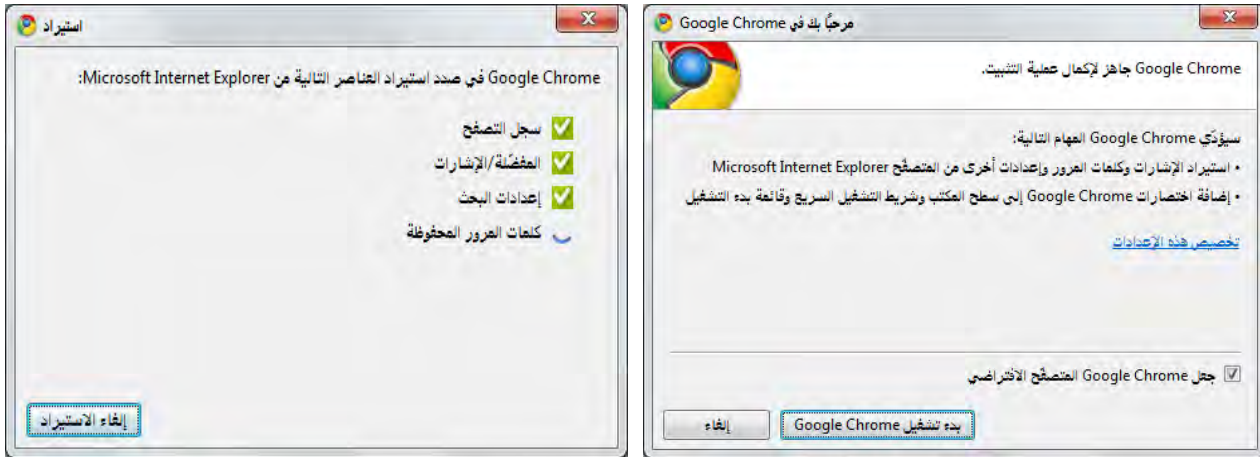 مرحبًا بك في Google Chrome
Google Chrome جاهز لإكمال عملية التثبيت.
سيؤدّي Google Chrome المهام التالية:
• استيراد الإشارات وكلمات المرور وإعدادات أخرى من المتصفّح Microsoft Internet Explorer
• إضافة اختصارات Google Chrome إلى سطح المكتب وشريط التشغيل السريع وقائمة بدء التشغيل
تخصيص هذه الإعدادات
جعل Google Chrome المتصفّح الافتراضي
بدء تشغيل Google Chrome
إلغاء
استيراد
Google Chrome في صدد استيراد العناصر التالية من Microsoft Internet Explorer:
سجل التصفح
المفضّلة/الإشارات
إعدادات البحث
كلمات المرور المحفوظة
إلغاء الاستيراد